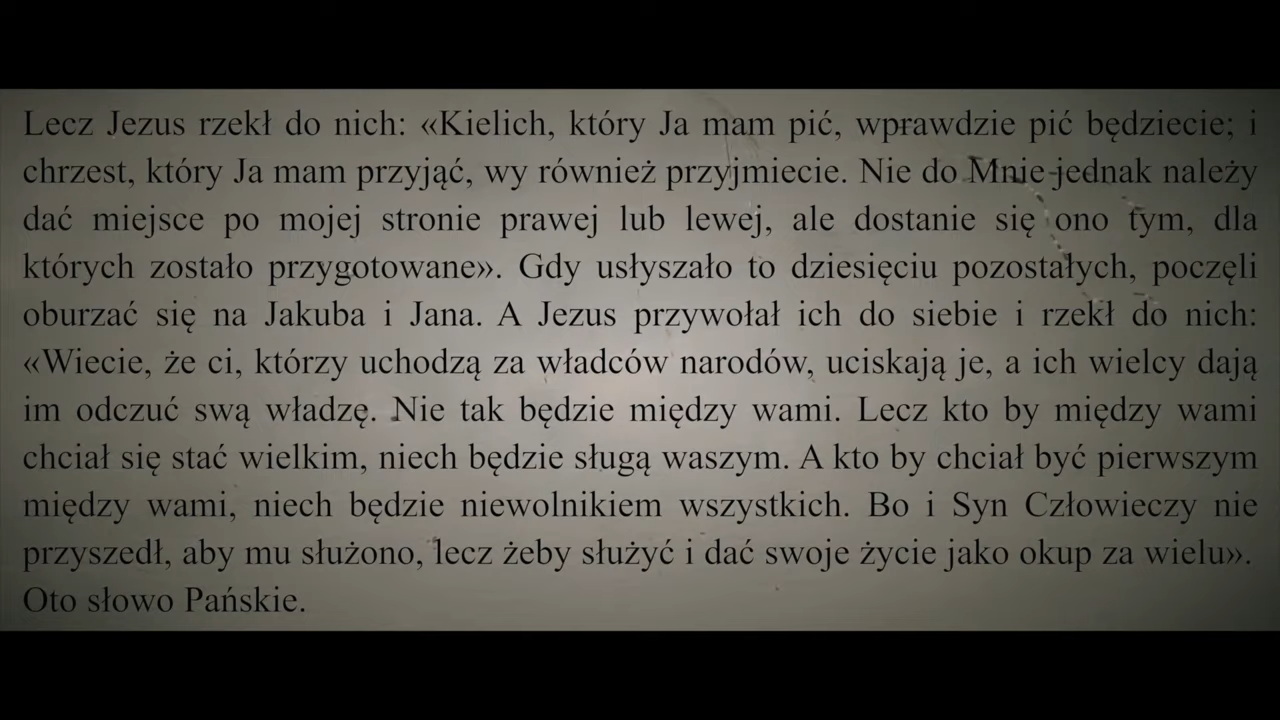 Lecz Jezus rzekł do nich: «Kielich, który Ja mam pić, wprawdzie pić będziecie; i
chrzest, który Ja mam przyjąć, wy również przyjmiecie. Nie do Mnie jednak należy
dać miejsce po mojej stronie prawej lub lewej, ale dostanie się ono tym, dla
których zostało przygotowane». Gdy usłyszało to dziesięciu pozostałych, poczęli
oburzać się na Jakuba i Jana. A Jezus przywołał ich do siebie i rzekł do nich:
«Wiecie, że ci, którzy uchodzą za władców narodów, uciskają je, a ich wielcy dają
im odczuć swą władzę. Nie tak będzie między wami. Lecz kto by między wami
chciał się stać wielkim, niech będzie sługą waszym. A kto by chciał być pierwszym
między wami, niech będzie niewolnikiem wszystkich. Bo i Syn Człowieczy nie
przyszedł, aby mu służono, lecz żeby służyć i dać swoje życie jako okup za wielu».
Oto słowo Pańskie.